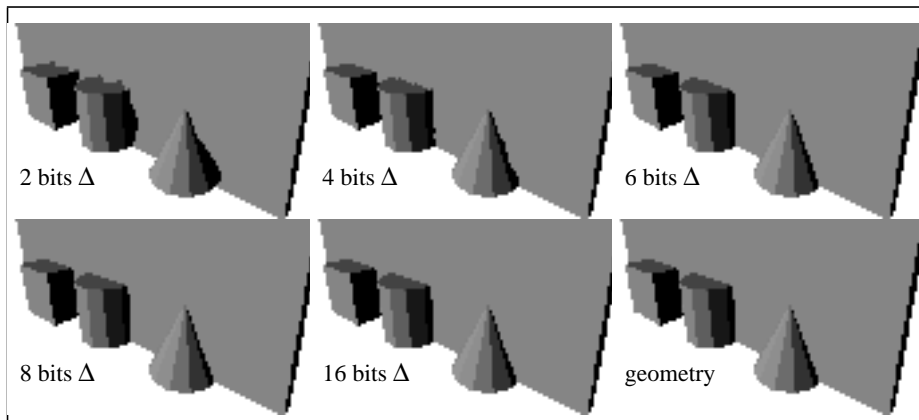 2 bits Δ
4 bits Δ
6 bits Δ
8 bits Δ
16 bits Δ
geometry